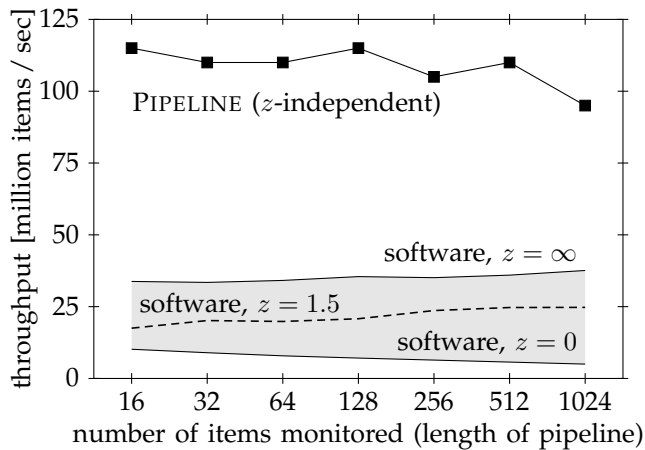 125
100
75
50
25
0
throughput [million items / sec]
PIPELINE (z-independent)
software, z = ∞
software, z = 1.5
software, z = 0
16 32 64 128 256 512 1024
number of items monitored (length of pipeline)